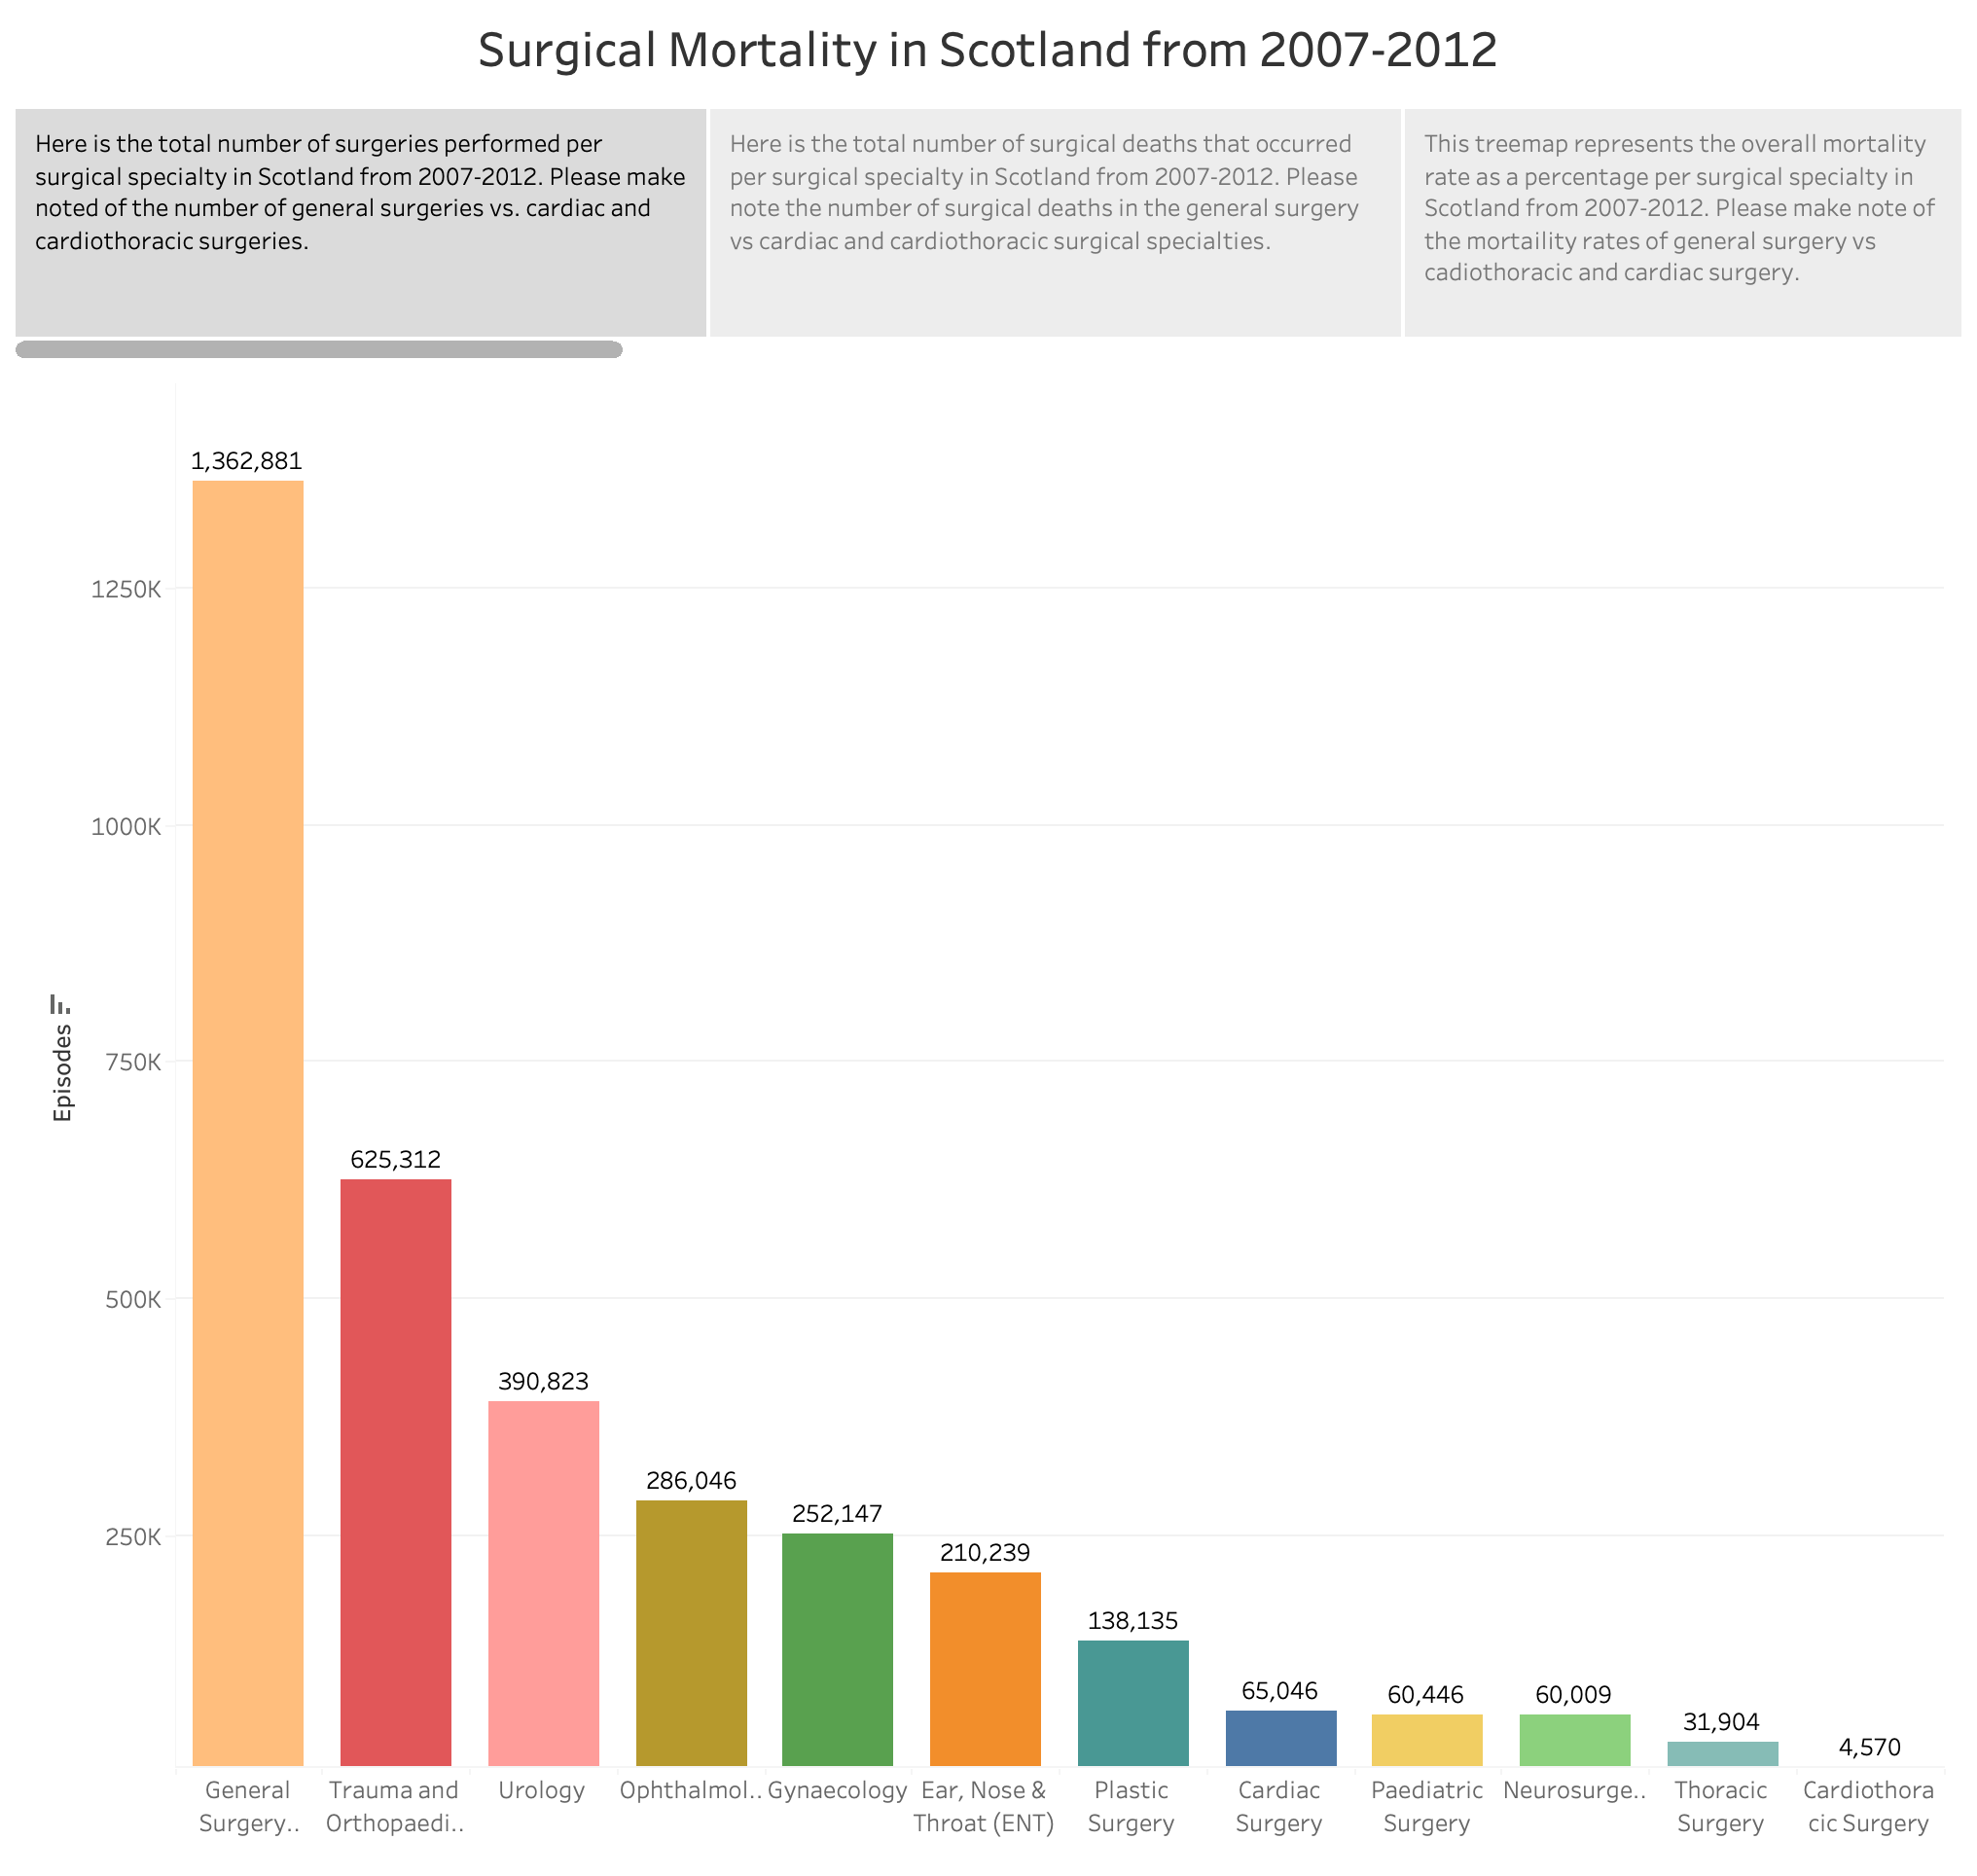 Surgical Mortality in Scotland from 2007-2012
Here is the total number of surgeries performed per
surgical specialty in Scotland from 2007-2012. Please make
noted of the number of general surgeries vs. cardiac and
cardiothoracic surgeries.
Here is the total number of surgical deaths that occurred
per surgical specialty in Scotland from 2007-2012. Please
note the number of surgical deaths in the general surgery
vs cardiac and cardiothoracic surgical specialties.
This treemap represents the overall mortality
rate as a percentage per surgical specialty in
Scotland from 2007-2012. Please make note of
the mortaility rates of general surgery vs
cadiothoracic and cardiac surgery.
Episodes
1250K
1000K
750K
500K
250K
1,362,881
625,312
390,823
286,046
252,147
210,239
138,135
65,046
60,446
60,009
31,904
4,570
General
Surgery..
Trauma and
Orthopaedi..
Urology
Ophthalmol..
Gynaecology
Ear, Nose &
Throat (ENT)
Plastic
Surgery
Cardiac
Surgery
Paediatric
Surgery
Neurosurge..
Thoracic
Surgery
Cardiothora
cic Surgery